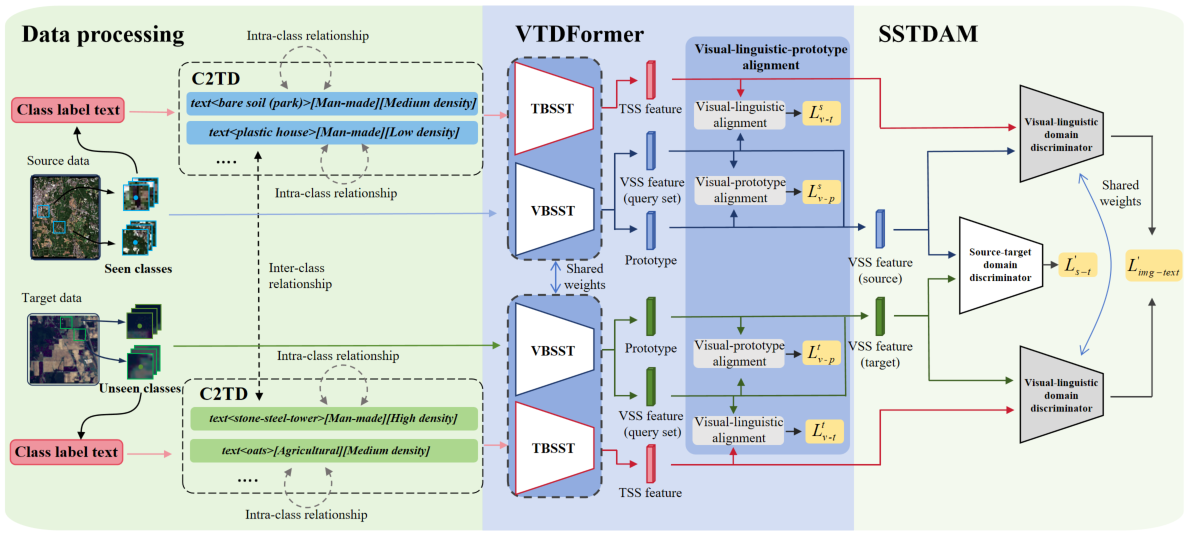 Data processing
VTDFormer
SSTDAM
Intra-class relationship
C2TD
Class label text
text<bare soil (park)>[Man-made][Medium density]
text<plastic house>[Man-made][Low density]
....
Intra-class relationship
Source data
Seen classes
Inter-class
relationship
Target data
Unseen classes
Intra-class relationship
C2TD
Class label text
text<stone-steel-tower>[Man-made][High density]
text<oats>[Agricultural][Medium density]
....
Intra-class relationship
TBSST
VBSST
Shared
weights
VBSST
TBSST
TSS feature
VSS feature
(query set)
Prototype
Prototype
VSS feature
(query set)
TSS feature
Visual-linguistic-prototype
alignment
Visual-linguistic
alignment
L^s_{v-t}
Visual-prototype
alignment
L^s_{v-p}
Visual-prototype
alignment
L^t_{v-p}
Visual-linguistic
alignment
L^t_{v-t}
VSS feature
(source)
VSS feature
(target)
Visual-linguistic
domain
discriminator
Source-target
domain
discriminator
L'_{s-t}
Shared
weights
L'_{img-text}
Visual-linguistic
domain
discriminator